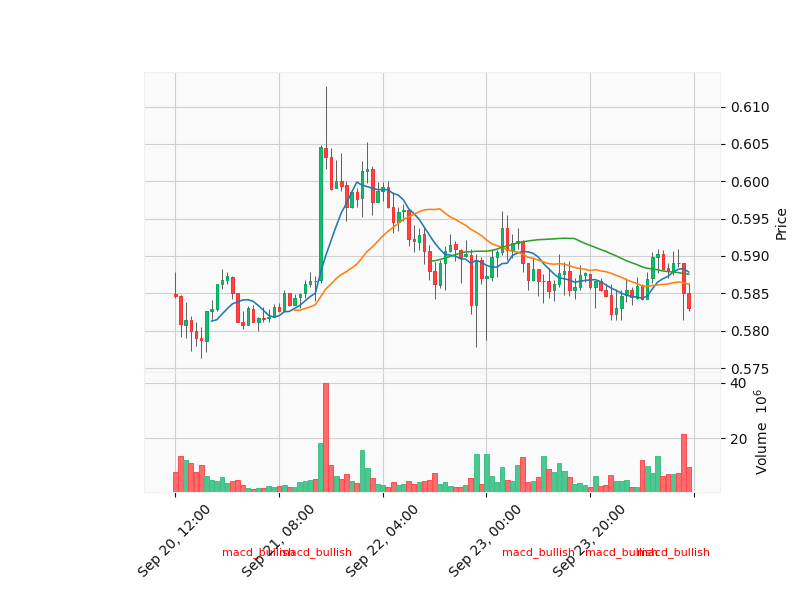 0.610
0.605
0.600
0.595
0.590
0.585
0.580
0.575
Price
40
20
Volume 10^6
Sep 20, 12:00
Sep 21, 08:00
Sep 22, 04:00
Sep 23, 00:00
Sep 23, 20:00
macd_bullish
macd_bullish
macd_bullish
macd_bullish
macd_bullish